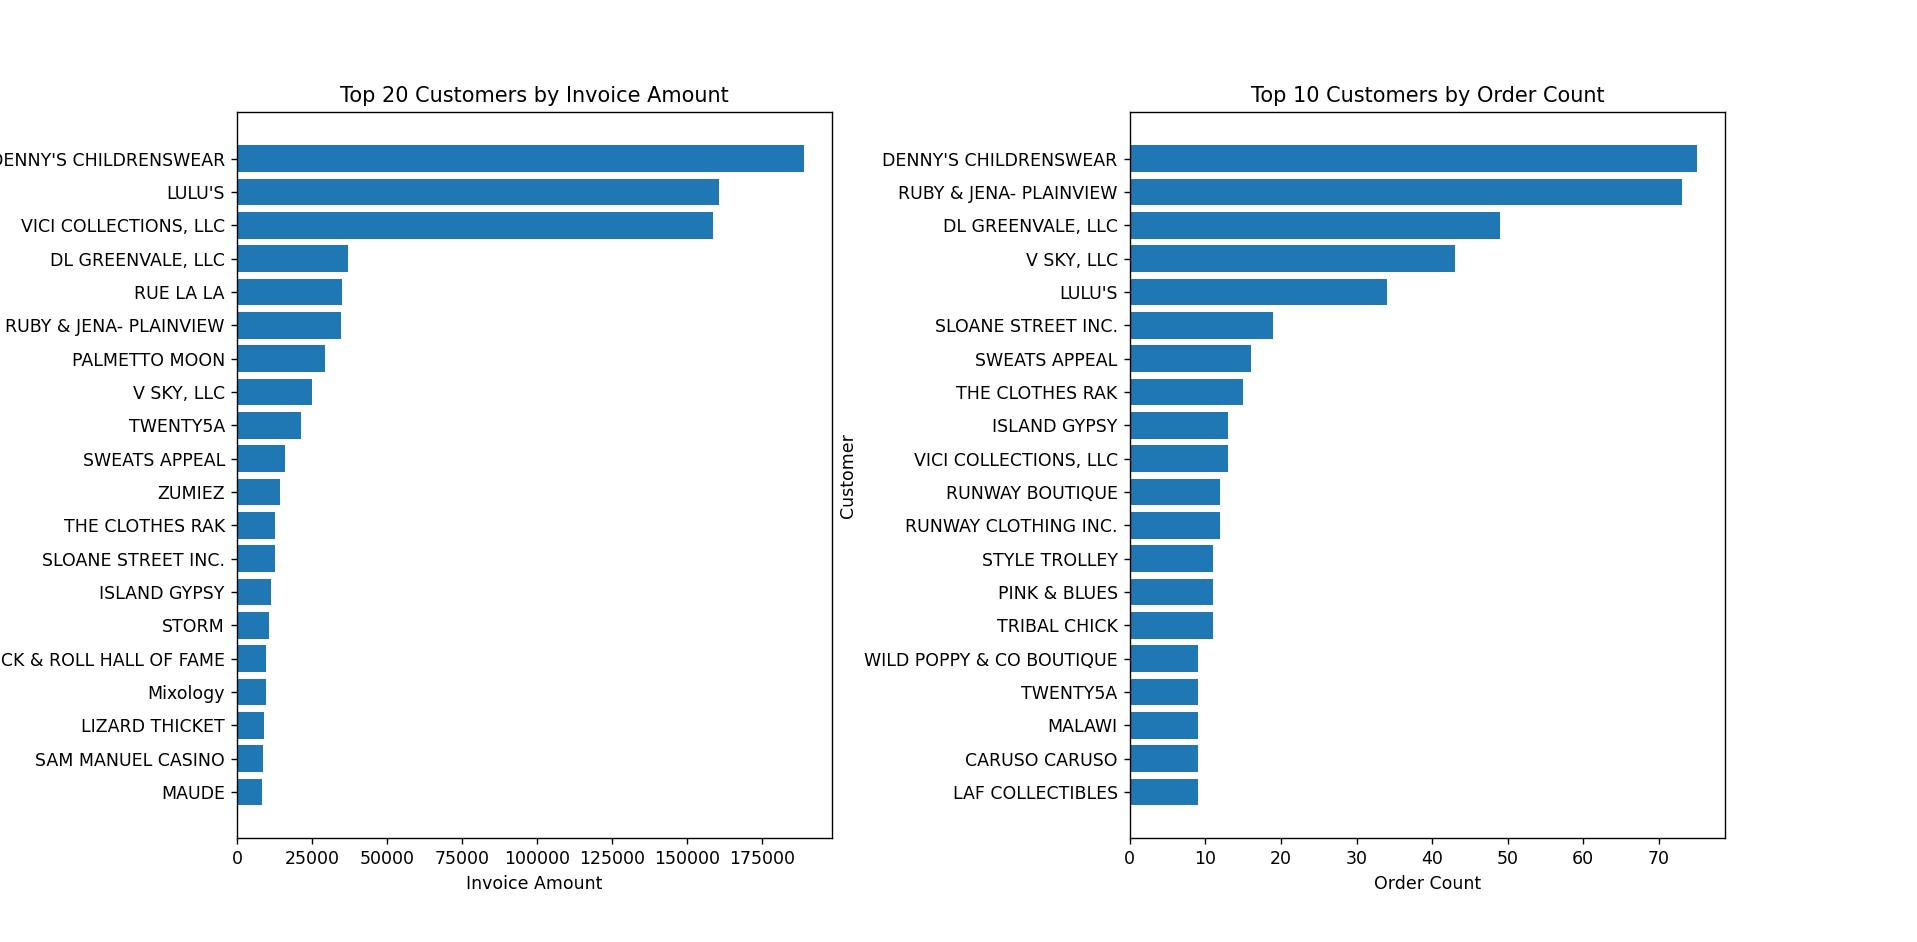 Top 20 Customers by Invoice Amount
DENNY'S CHILDRENSWEAR
LULU'S
VICI COLLECTIONS, LLC
DL GREENVALE, LLC
RUE LA LA
RUBY & JENA- PLAINVIEW
PALMETTO MOON
V SKY, LLC
TWENTY5A
SWEATS APPEAL
ZUMIEZ
THE CLOTHES RAK
SLOANE STREET INC.
ISLAND GYPSY
STORM
CK & ROLL HALL OF FAME
Mixology
LIZARD THICKET
SAM MANUEL CASINO
MAUDE
0 25000 50000 75000 100000 125000 150000 175000
Invoice Amount
Top 10 Customers by Order Count
Customer
DENNY'S CHILDRENSWEAR
RUBY & JENA- PLAINVIEW
DL GREENVALE, LLC
V SKY, LLC
LULU'S
SLOANE STREET INC.
SWEATS APPEAL
THE CLOTHES RAK
ISLAND GYPSY
VICI COLLECTIONS, LLC
RUNWAY BOUTIQUE
RUNWAY CLOTHING INC.
STYLE TROLLEY
PINK & BLUES
TRIBAL CHICK
WILD POPPY & CO BOUTIQUE
TWENTY5A
MALAWI
CARUSO CARUSO
LAF COLLECTIBLES
0 10 20 30 40 50 60 70
Order Count